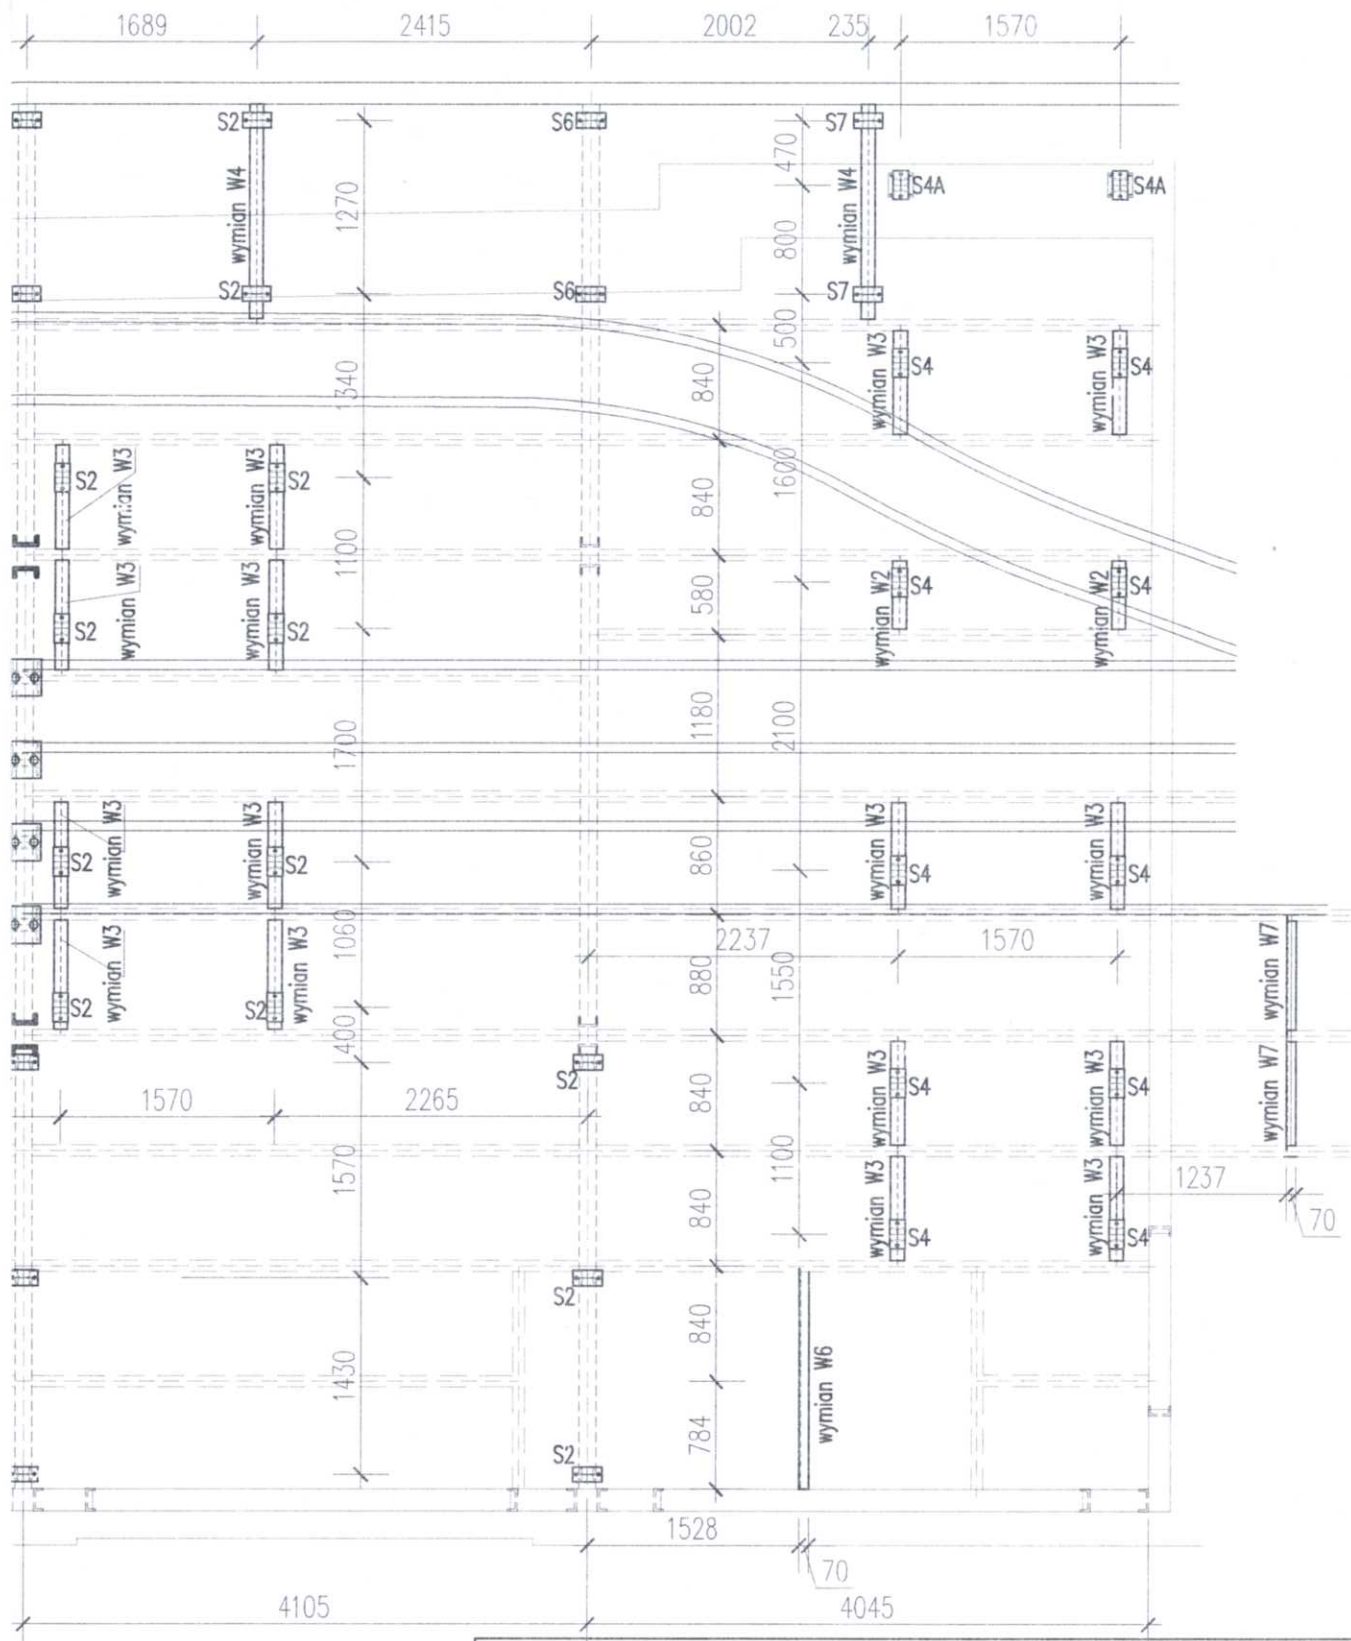 1689
2415
2002
235
1570
S2
S6
S7
470
S4A
S4A
wymian W4
1270
wymian W4
800
S2
S6
S7
500
840
wymian W3
S4
wymian W3
S4
1340
S2
wymian W3
wymian W3
S2
1600
840
1100
wymian W3
S2
wymian W3
S2
580
wymian W2
S4
wymian W2
S4
1700
1180
2100
wymian W3
S2
wymian W3
S2
860
wymian W3
S4
wymian W3
S4
1060
2237
1570
wymian W3
S2
wymian W3
S2
880
1550
wymian W7
400
S2
840
wymian W3
S4
wymian W3
S4
wymian W7
1570
2265
1570
1100
840
wymian W3
S4
wymian W3
S4
1237
70
S2
840
1430
wymian W6
S2
784
1528
70
4105
4045